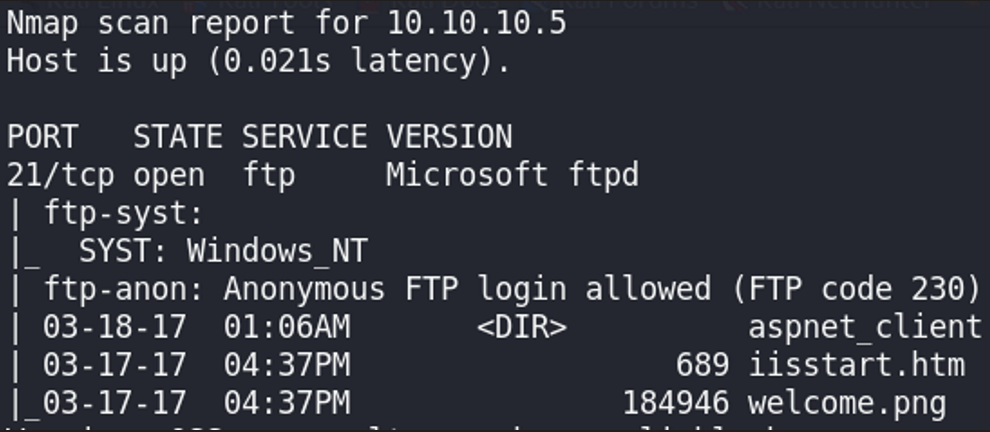 Nmap scan report for 10.10.10.5
Host is up (0.021s latency).
PORT   STATE SERVICE VERSION
21/tcp open  ftp     Microsoft ftpd
| ftp-syst:
|_  SYST: Windows_NT
| ftp-anon: Anonymous FTP login allowed (FTP code 230)
| 03-18-17  01:06AM       <DIR>          aspnet_client
| 03-17-17  04:37PM                  689 iisstart.htm
|_03-17-17  04:37PM               184946 welcome.png